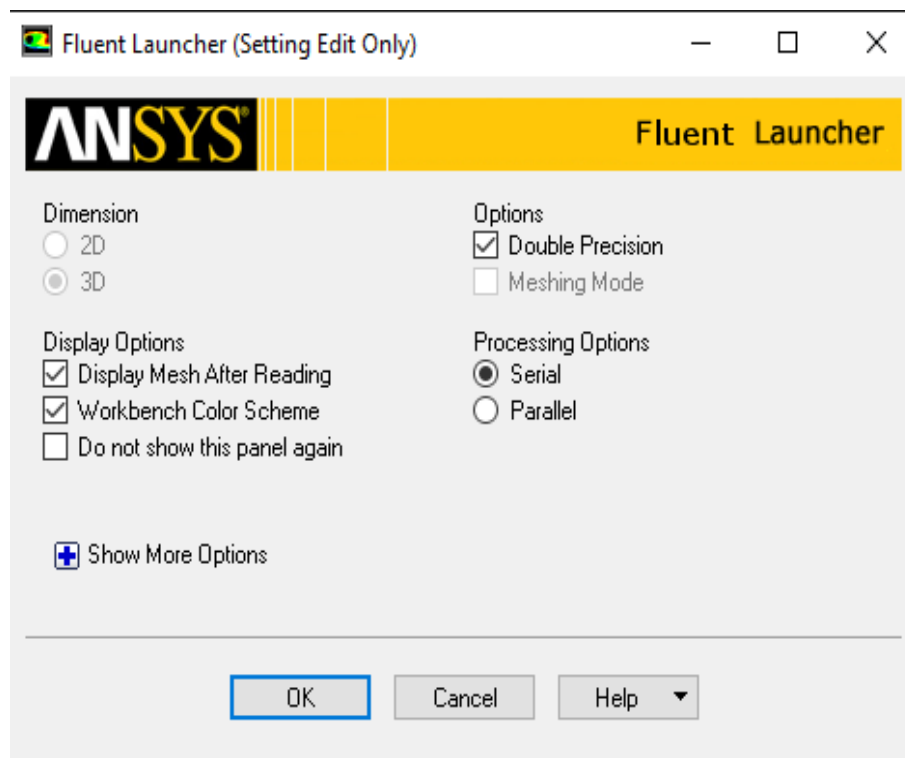 Fluent Launcher (Setting Edit Only)
ANSYS®
Fluent Launcher
Dimension
2D
3D
Options
Double Precision
Meshing Mode
Display Options
Display Mesh After Reading
Workbench Color Scheme
Do not show this panel again
Processing Options
Serial
Parallel
Show More Options
OK
Cancel
Help